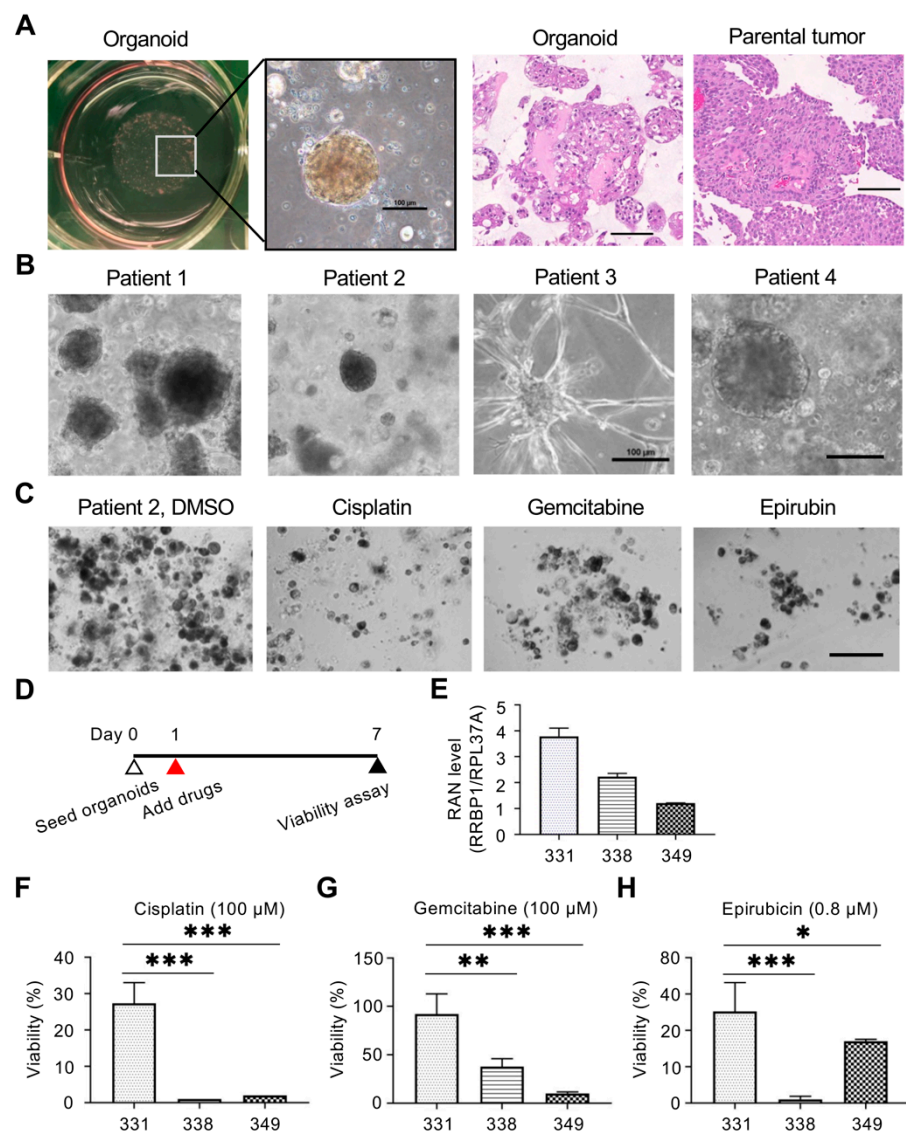 A
Organoid
Organoid
Parental tumor
100 µm
B
Patient 1
Patient 2
Patient 3
Patient 4
100 µm
C
Patient 2, DMSO
Cisplatin
Gemcitabine
Epirubin
D
Day 0
1
7
Seed organoids
Add drugs
Viability assay
E
RAN level
(RRBP1/RPL37A)
5
4
3
2
1
0
331
338
349
F
Cisplatin (100 µM)
***
***
Viability (%)
40
30
20
10
0
331
338
349
G
Gemcitabine (100 µM)
***
**
Viability (%)
150
100
50
0
331
338
349
H
Epirubicin (0.8 µM)
*
***
Viability (%)
80
40
20
10
0
331
338
349